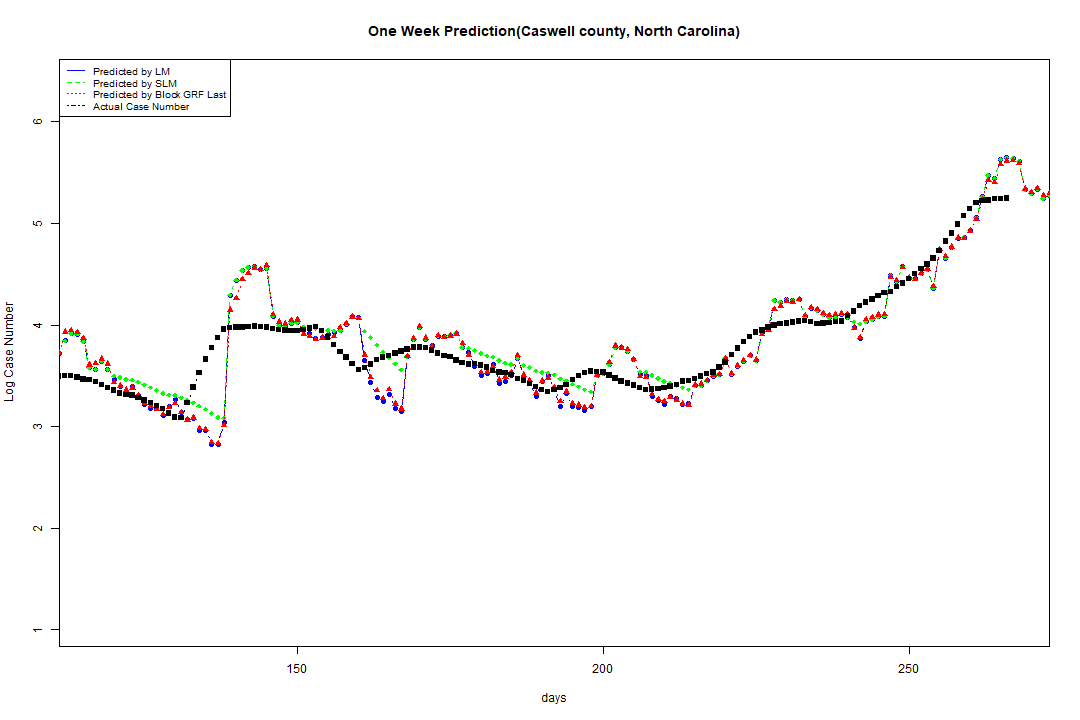 One Week Prediction(Caswell county, North Carolina)
Predicted by LM
Predicted by SLM
Predicted by Block GRF Last
Actual Case Number
6
5
4
3
2
1
Log Case Number
150 200 250
days